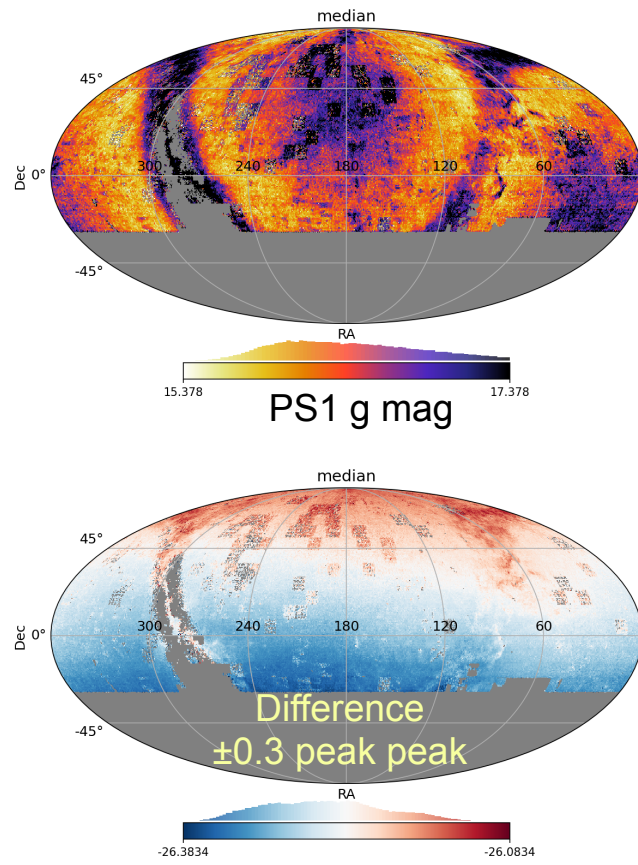 median
45°
Dec
0°
300
240
180
120
60
-45°
RA
15.378
17.378
PS1 g mag
median
45°
Dec
0°
300
240
180
120
60
-45°
Difference
±0.3 peak peak
RA
-26.3834
-26.0834